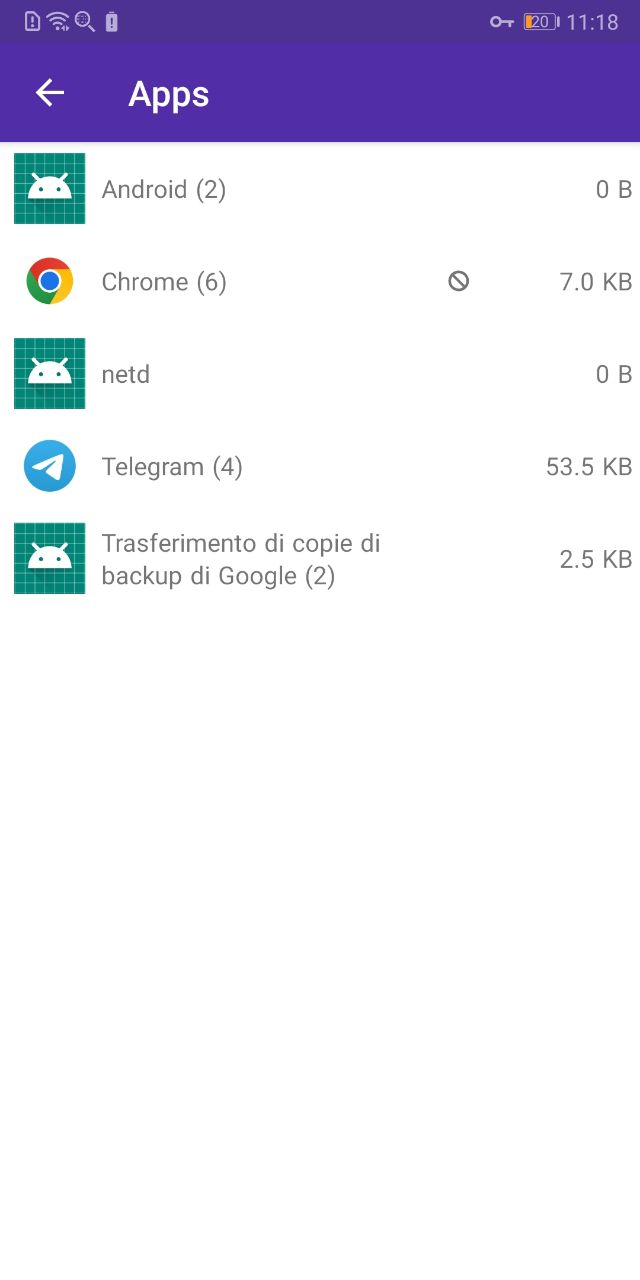 20 11:18
Apps
Android (2) 0 B
Chrome (6) 7.0 KB
netd 0 B
Telegram (4) 53.5 KB
Trasferimento di copie di
backup di Google (2) 2.5 KB